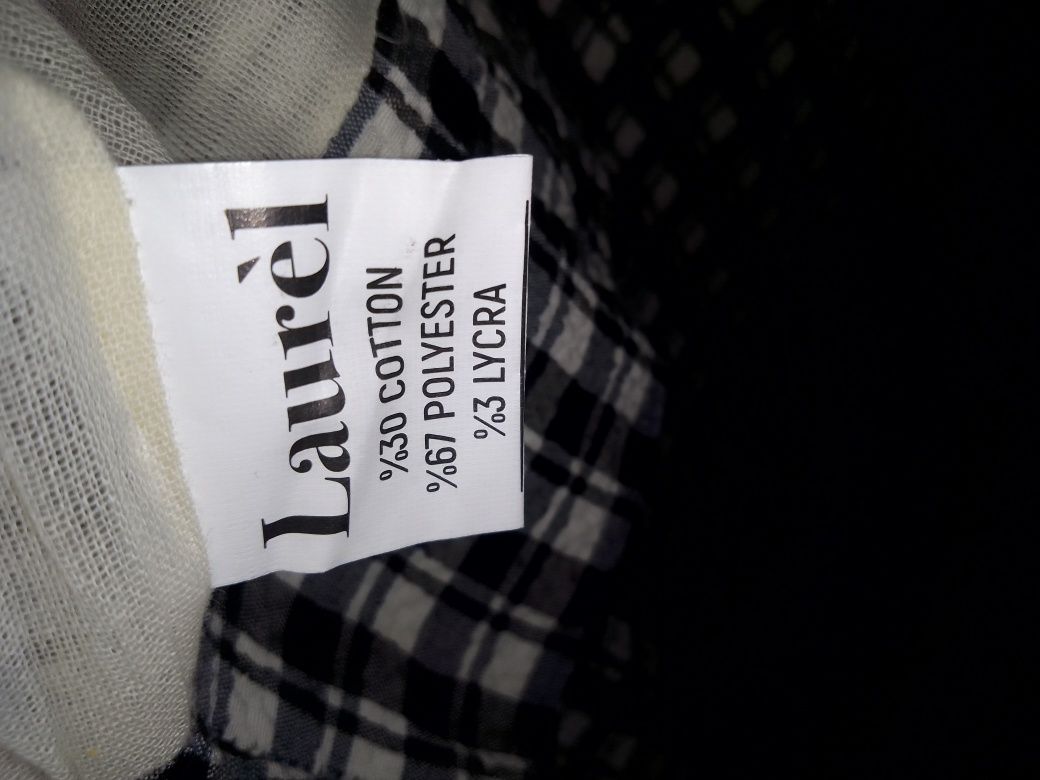 Laurèl
%30 COTTON
%67 POLYESTER
%3 LYCRA